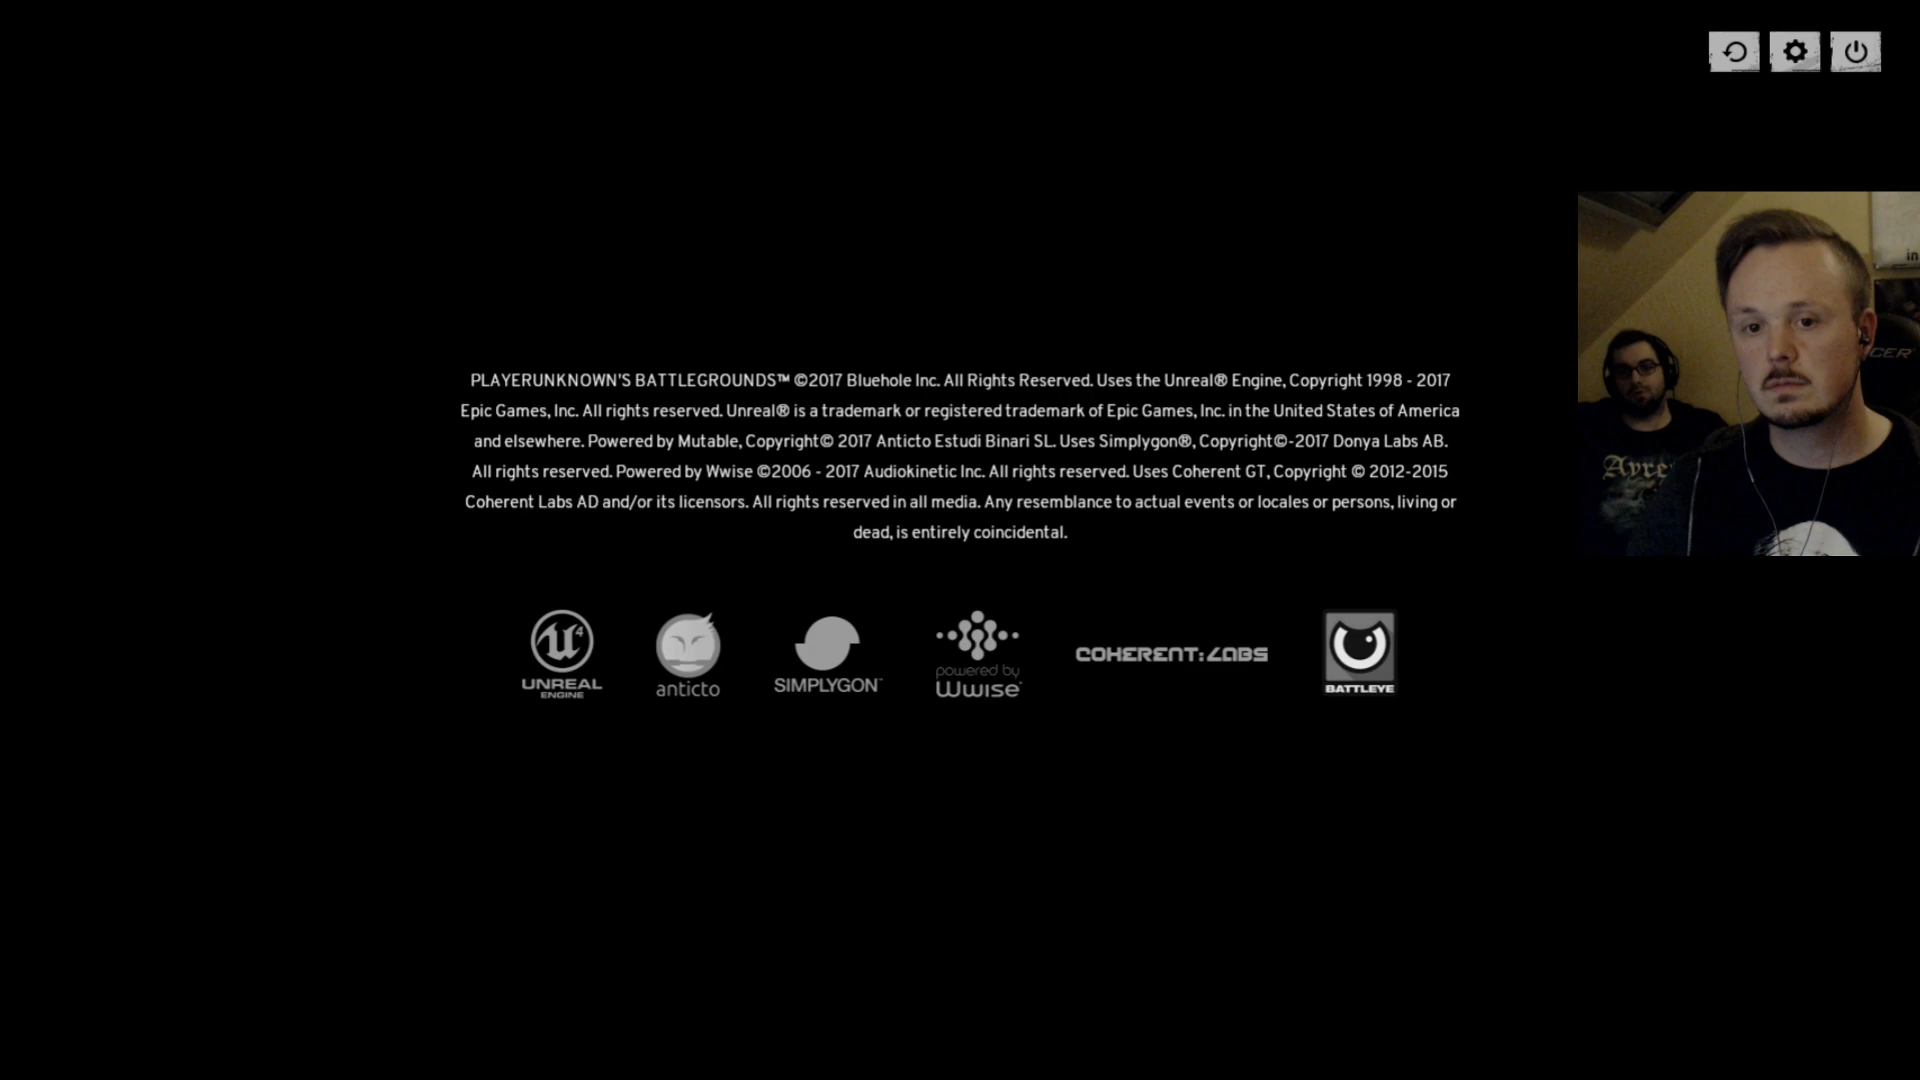 PLAYERUNKNOWN'S BATTLEGROUNDS™ ©2017 Bluehole Inc. All Rights Reserved. Uses the Unreal® Engine, Copyright 1998 - 2017
Epic Games, Inc. All rights reserved. Unreal® is a trademark or registered trademark of Epic Games, Inc. in the United States of America
and elsewhere. Powered by Mutable, Copyright© 2017 Anticto Estudi Binari SL. Uses Simplygon®, Copyright©-2017 Donya Labs AB.
All rights reserved. Powered by Wwise ©2006 - 2017 Audiokinetic Inc. All rights reserved. Uses Coherent GT, Copyright © 2012-2015
Coherent Labs AD and/or its licensors. All rights reserved in all media. Any resemblance to actual events or locales or persons, living or
dead, is entirely coincidental.
U4
UNREAL
ENGINE
anticto
SIMPLYGON™
powered by
Wwise
COHERENT:LABS
BATTLEYE
in